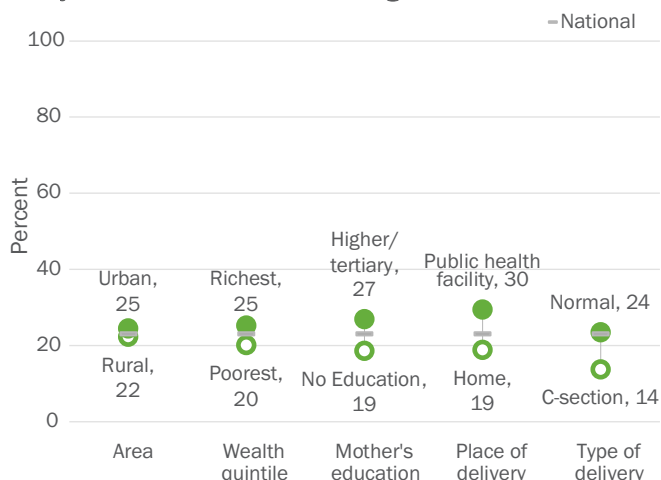 National
100
80
60
40
20
0
Percent
Urban,
25
Rural,
22
Richest,
25
Poorest,
20
Higher/
tertiary,
27
No Education,
19
Public health
facility, 30
Home,
19
Normal, 24
C-section, 14
Area
Wealth
quintile
Mother's
education
Place of
delivery
Type of
delivery